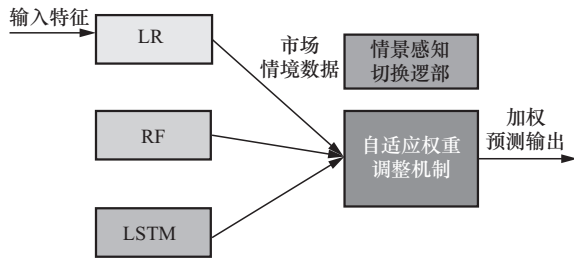 输入特征
LR
市场
情境数据
情景感知
切换逻部
RF
自适应权重
调整机制
加权
预测输出
LSTM